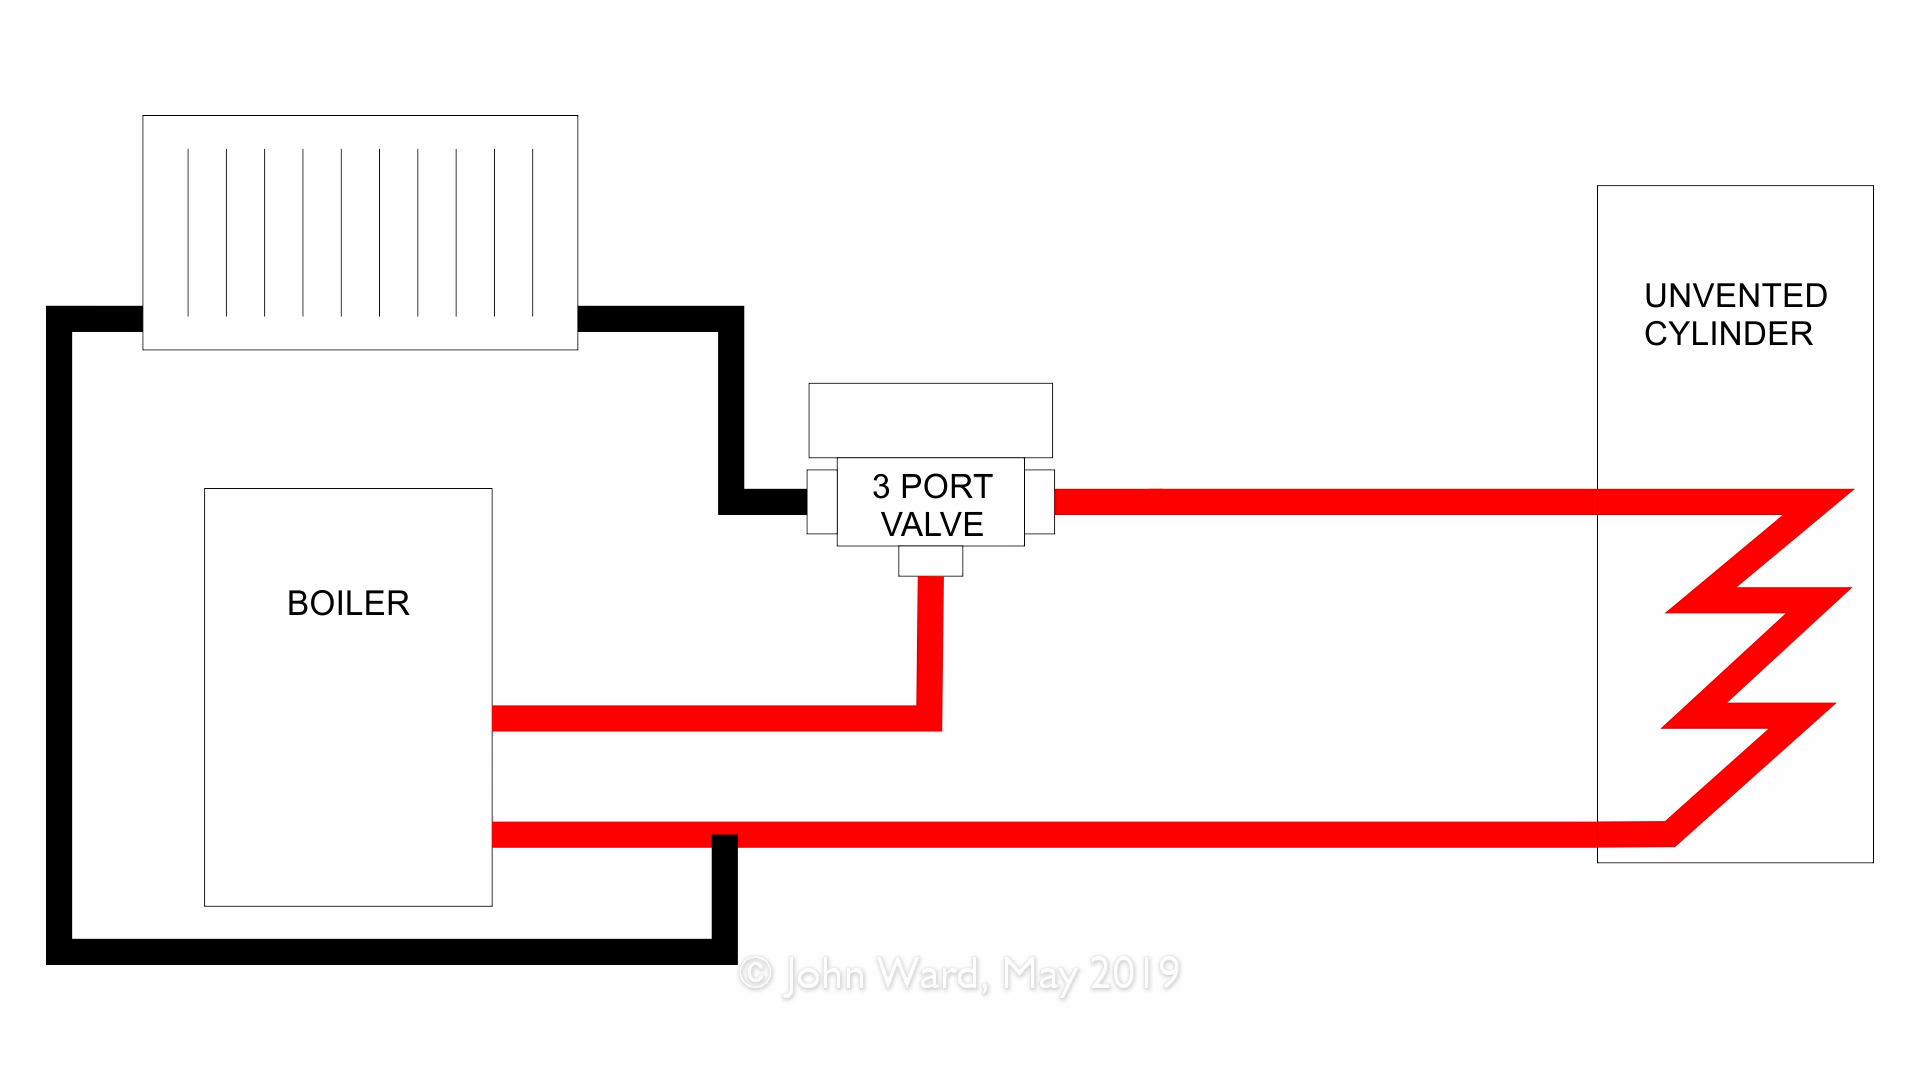 UNVENTED
CYLINDER
3 PORT
VALVE
BOILER
© John Ward, May 2019